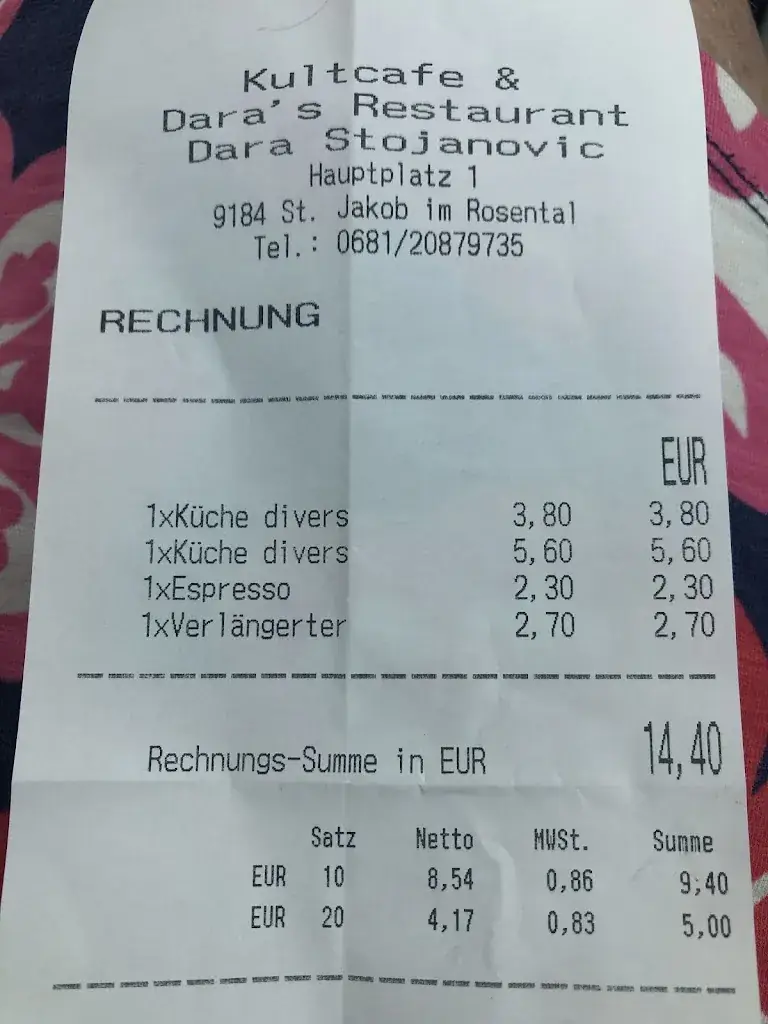 Kultcafe &
Dara's Restaurant
Dara Stojanovic
Hauptplatz 1
9184 St. Jakob im Rosental
Tel.: 0681/20879735
RECHNUNG
EUR
1xKüche divers 3,80 3,80
1xKüche divers 5,60 5,60
1xEspresso 2,30 2,30
1xVerlängerter 2,70 2,70
Rechnungs-Summe in EUR 14,40
Satz Netto MWSt. Summe
EUR 10 8,54 0,86 9,40
EUR 20 4,17 0,83 5,00